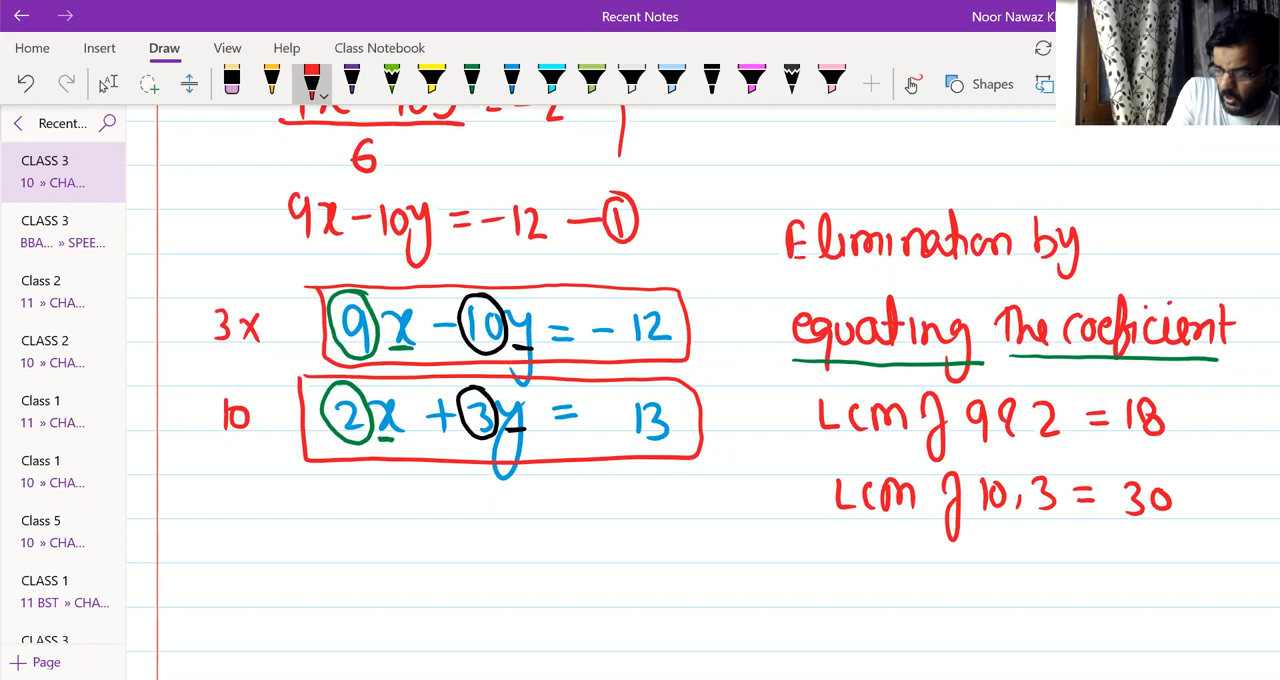 Recent Notes
Noor Nawaz Kh
Home Insert Draw View Help Class Notebook
Shapes
Recent...
CLASS 3
10 » CHA...
CLASS 3
BBA... » SPEE...
Class 2
11 » CHA...
CLASS 2
10 » CHA...
Class 1
11 » CHA...
Class 1
10 » CHA...
Class 5
10 » CHA...
CLASS 1
11 BST » CHA...
CLASS 3
+ Page
6
9x - 10y = -12 - ①
3 x 9x - 10y = - 12
10 2x + 3y = 13
Elimination by
equating the coeficient
Lcm of 9 & 2 = 18
Lcm of 10, 3 = 30